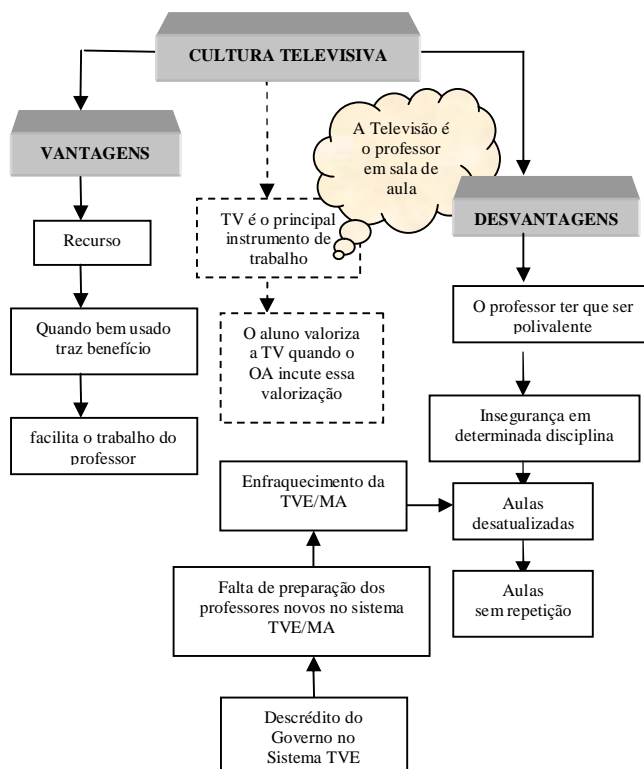 CULTURA TELEVISIVA
VANTAGENS
A Televisão é
o professor
em sala de
aula
DESVANTAGENS
Recurso
TV é o principal
instrumento de
trabalho
Quando bem usado
traz benefício
O aluno valoriza
a TV quando o
OA incute essa
valorização
O professor ter que ser
polivalente
facilita o trabalho do
professor
Insegurança em
determinada disciplina
Enfraquecimento da
TVE/MA
Aulas
desatualizadas
Falta de preparação dos
professores novos no sistema
TVE/MA
Aulas
sem repetição
Descrédito do
Governo no
Sistema TVE